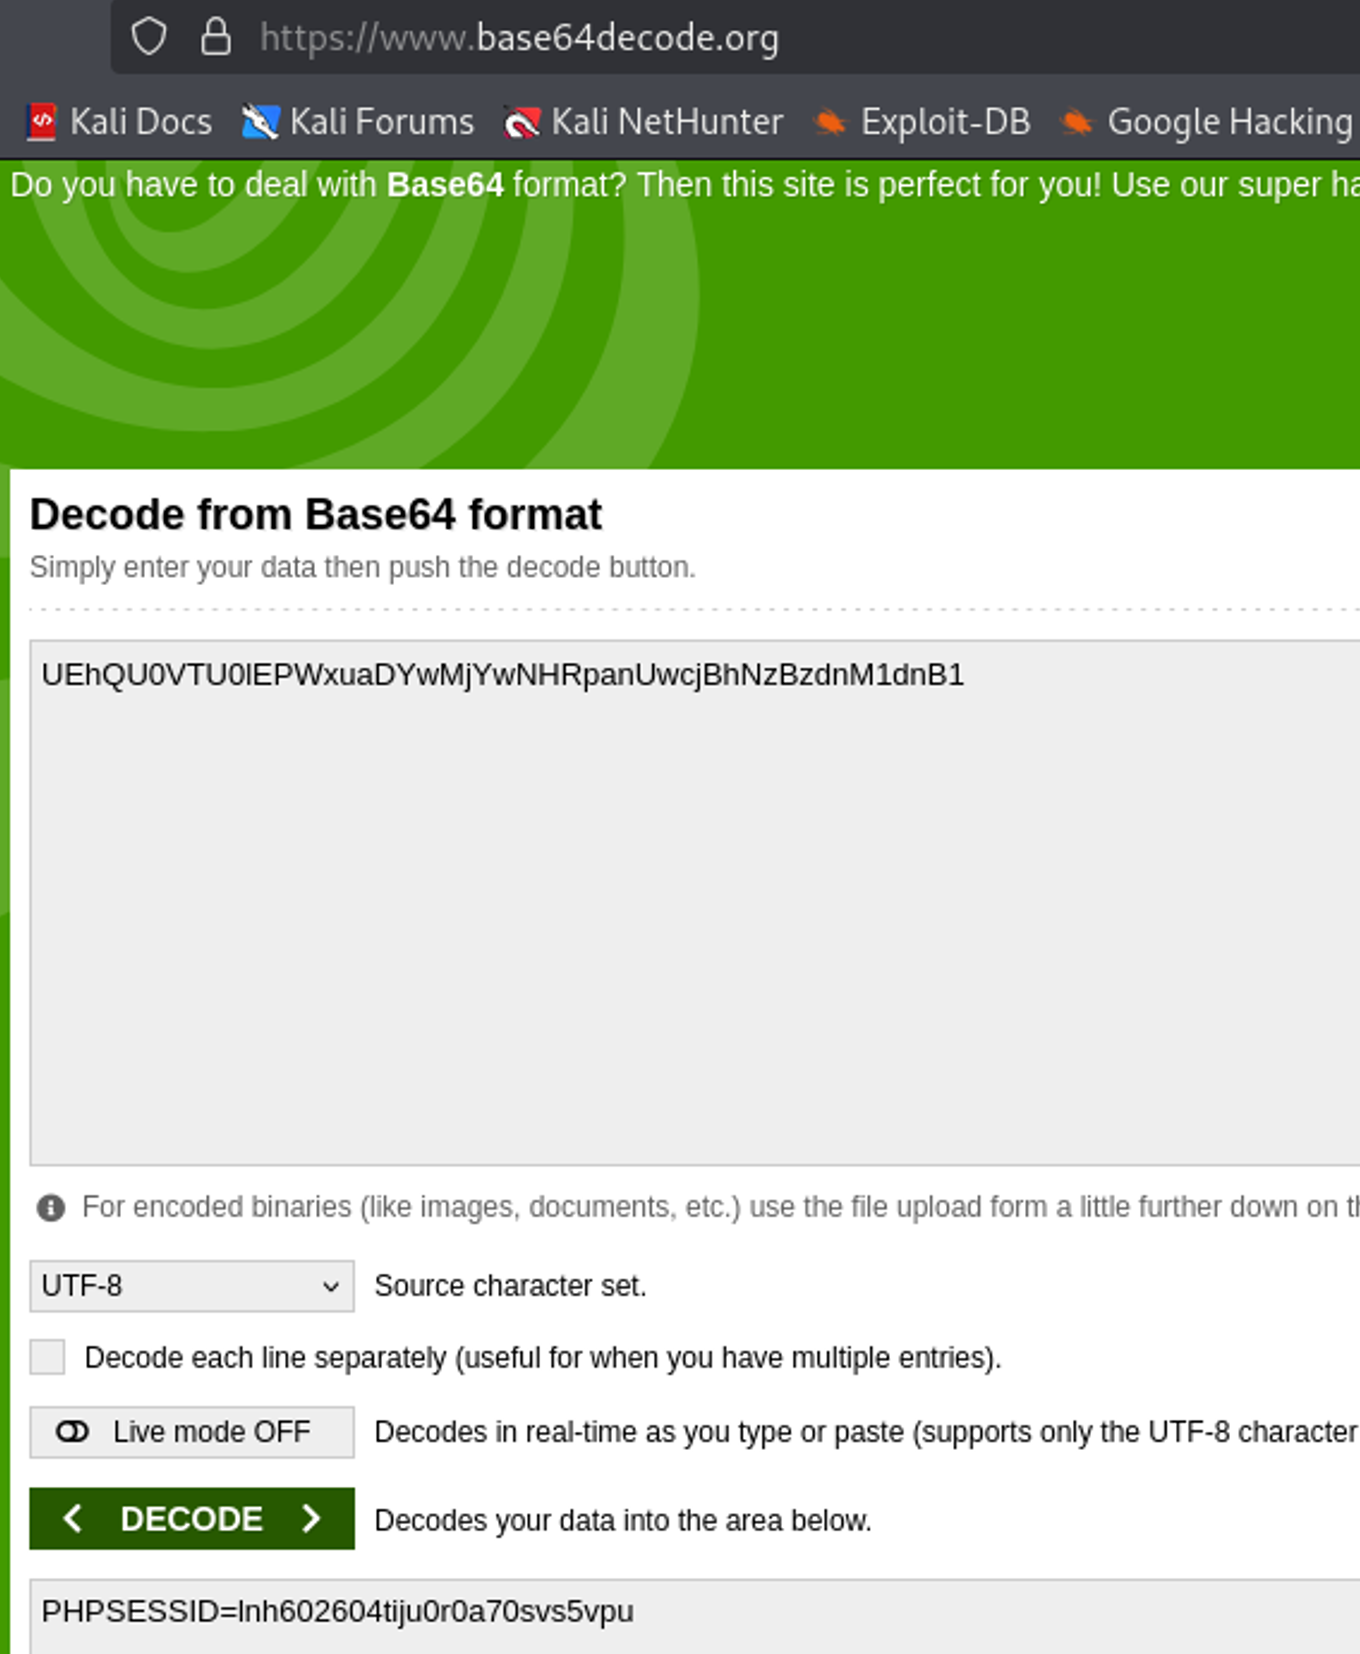 https://www.base64decode.org
Kali Docs Kali Forums Kali NetHunter Exploit-DB Google Hacking
Do you have to deal with Base64 format? Then this site is perfect for you! Use our super ha
Decode from Base64 format
Simply enter your data then push the decode button.
UEhQU0VTU0lEPWxuaDYwMjYwNHRpanUwcjBhNzBzdnM1dnB1
For encoded binaries (like images, documents, etc.) use the file upload form a little further down on th
UTF-8 Source character set.
Decode each line separately (useful for when you have multiple entries).
Live mode OFF Decodes in real-time as you type or paste (supports only the UTF-8 character
DECODE Decodes your data into the area below.
PHPSESSID=lnh602604tiju0r0a70svs5vpu